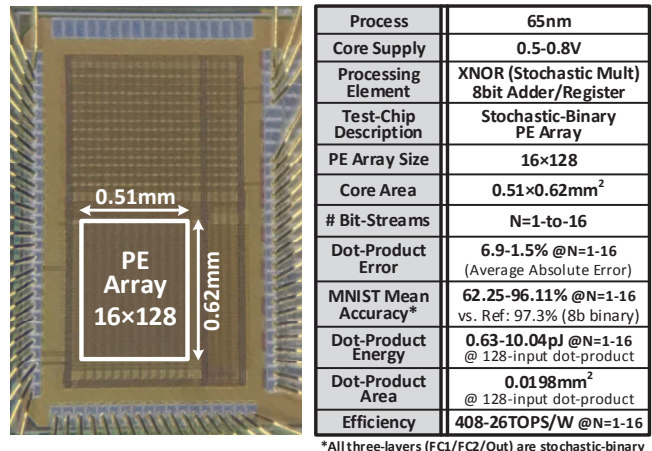 0.51mm
PE
Array
16×128
0.62mm
Process 65nm
Core Supply 0.5-0.8V
Processing XNOR (Stochastic Mult)
Element 8bit Adder/Register
Test-Chip Stochastic-Binary
Description PE Array
PE Array Size 16×128
Core Area 0.51×0.62mm²
# Bit-Streams N=1-to-16
Dot-Product 6.9-1.5% @N=1-16
Error (Average Absolute Error)
MNIST Mean 62.25-96.11% @N=1-16
Accuracy* vs. Ref: 97.3% (8b binary)
Dot-Product 0.63-10.04pJ @N=1-16
Energy @ 128-input dot-product
Dot-Product 0.0198mm²
Area @ 128-input dot-product
Efficiency 408-26TOPS/W @N=1-16
*All three-layers (FC1/FC2/Out) are stochastic-binary